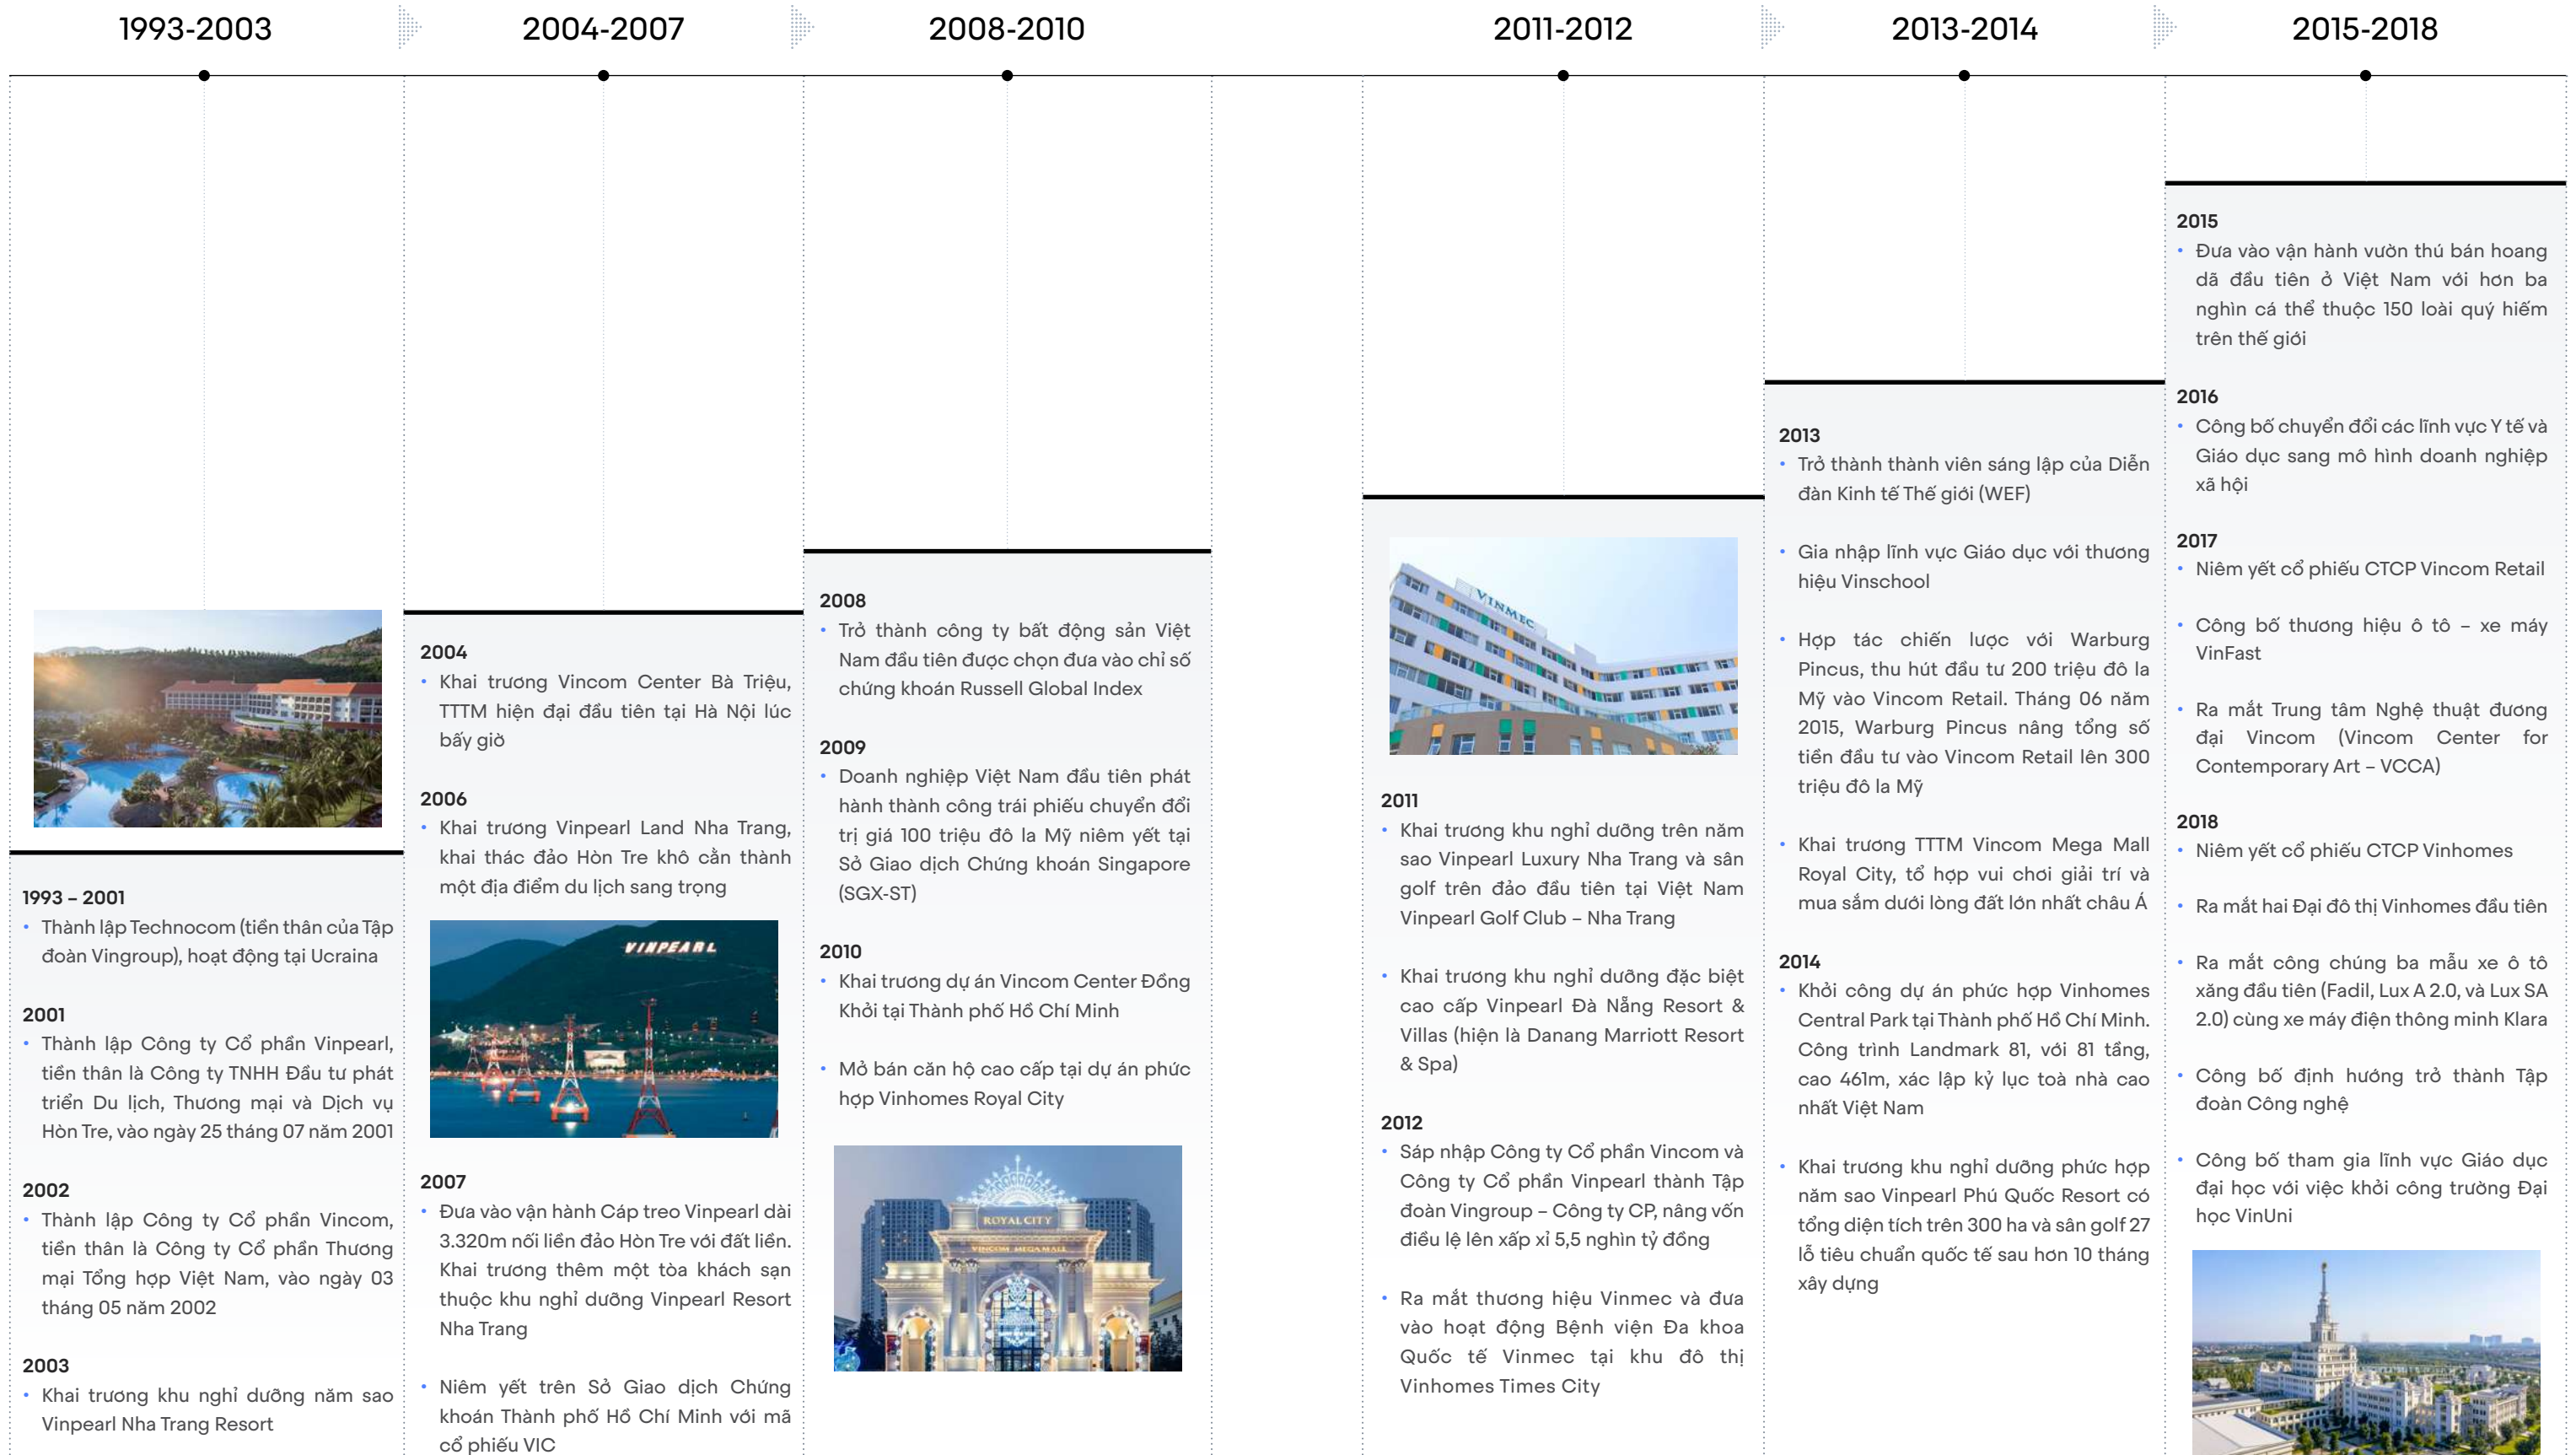 1993-2003
2004-2007
2008-2010
2011-2012
2013-2014
2015-2018
1993 – 2001
• Thành lập Technocom (tiền thân của Tập
đoàn Vingroup), hoạt động tại Ucraina
2001
• Thành lập Công ty Cổ phần Vinpearl,
tiền thân là Công ty TNHH Đầu tư phát
triển Du lịch, Thương mại và Dịch vụ
Hòn Tre, vào ngày 25 tháng 07 năm 2001
2002
• Thành lập Công ty Cổ phần Vincom,
tiền thân là Công ty Cổ phần Thương
mại Tổng hợp Việt Nam, vào ngày 03
tháng 05 năm 2002
2003
• Khai trương khu nghỉ dưỡng năm sao
Vinpearl Nha Trang Resort
2004
• Khai trương Vincom Center Bà Triệu,
TTTM hiện đại đầu tiên tại Hà Nội lúc
bấy giờ
2006
• Khai trương Vinpearl Land Nha Trang,
khai thác đảo Hòn Tre khô cằn thành
một địa điểm du lịch sang trọng
VINPEARL
2007
• Đưa vào vận hành Cáp treo Vinpearl dài
3.320m nối liền đảo Hòn Tre với đất liền.
Khai trương thêm một tòa khách sạn
thuộc khu nghỉ dưỡng Vinpearl Resort
Nha Trang
• Niêm yết trên Sở Giao dịch Chứng
khoán Thành phố Hồ Chí Minh với mã
cổ phiếu VIC
2008
• Trở thành công ty bất động sản Việt
Nam đầu tiên được chọn đưa vào chỉ số
chứng khoán Russell Global Index
2009
• Doanh nghiệp Việt Nam đầu tiên phát
hành thành công trái phiếu chuyển đổi
trị giá 100 triệu đô la Mỹ niêm yết tại
Sở Giao dịch Chứng khoán Singapore
(SGX-ST)
2010
• Khai trương dự án Vincom Center Đồng
Khởi tại Thành phố Hồ Chí Minh
• Mở bán căn hộ cao cấp tại dự án phức
hợp Vinhomes Royal City
ROYAL CITY
VINCOM MEGA MALL
VINMEC
2011
• Khai trương khu nghỉ dưỡng trên năm
sao Vinpearl Luxury Nha Trang và sân
golf trên đảo đầu tiên tại Việt Nam
Vinpearl Golf Club – Nha Trang
• Khai trương khu nghỉ dưỡng đặc biệt
cao cấp Vinpearl Đà Nẵng Resort &
Villas (hiện là Danang Marriott Resort
& Spa)
2012
• Sáp nhập Công ty Cổ phần Vincom và
Công ty Cổ phần Vinpearl thành Tập
đoàn Vingroup – Công ty CP, nâng vốn
điều lệ lên xấp xỉ 5,5 nghìn tỷ đồng
• Ra mắt thương hiệu Vinmec và đưa
vào hoạt động Bệnh viện Đa khoa
Quốc tế Vinmec tại khu đô thị
Vinhomes Times City
2013
• Trở thành thành viên sáng lập của Diễn
đàn Kinh tế Thế giới (WEF)
• Gia nhập lĩnh vực Giáo dục với thương
hiệu Vinschool
• Hợp tác chiến lược với Warburg
Pincus, thu hút đầu tư 200 triệu đô la
Mỹ vào Vincom Retail. Tháng 06 năm
2015, Warburg Pincus nâng tổng số
tiền đầu tư vào Vincom Retail lên 300
triệu đô la Mỹ
• Khai trương TTTM Vincom Mega Mall
Royal City, tổ hợp vui chơi giải trí và
mua sắm dưới lòng đất lớn nhất châu Á
2014
• Khởi công dự án phức hợp Vinhomes
Central Park tại Thành phố Hồ Chí Minh.
Công trình Landmark 81, với 81 tầng,
cao 461m, xác lập kỷ lục toà nhà cao
nhất Việt Nam
• Khai trương khu nghỉ dưỡng phức hợp
năm sao Vinpearl Phú Quốc Resort có
tổng diện tích trên 300 ha và sân golf 27
lỗ tiêu chuẩn quốc tế sau hơn 10 tháng
xây dựng
2015
• Đưa vào vận hành vườn thú bán hoang
dã đầu tiên ở Việt Nam với hơn ba
nghìn cá thể thuộc 150 loài quý hiếm
trên thế giới
2016
• Công bố chuyển đổi các lĩnh vực Y tế và
Giáo dục sang mô hình doanh nghiệp
xã hội
2017
• Niêm yết cổ phiếu CTCP Vincom Retail
• Công bố thương hiệu ô tô – xe máy
VinFast
• Ra mắt Trung tâm Nghệ thuật đương
đại Vincom (Vincom Center for
Contemporary Art – VCCA)
2018
• Niêm yết cổ phiếu CTCP Vinhomes
• Ra mắt hai Đại đô thị Vinhomes đầu tiên
• Ra mắt công chúng ba mẫu xe ô tô
xăng đầu tiên (Fadil, Lux A 2.0, và Lux SA
2.0) cùng xe máy điện thông minh Klara
• Công bố định hướng trở thành Tập
đoàn Công nghệ
• Công bố tham gia lĩnh vực Giáo dục
đại học với việc khởi công trường Đại
học VinUni